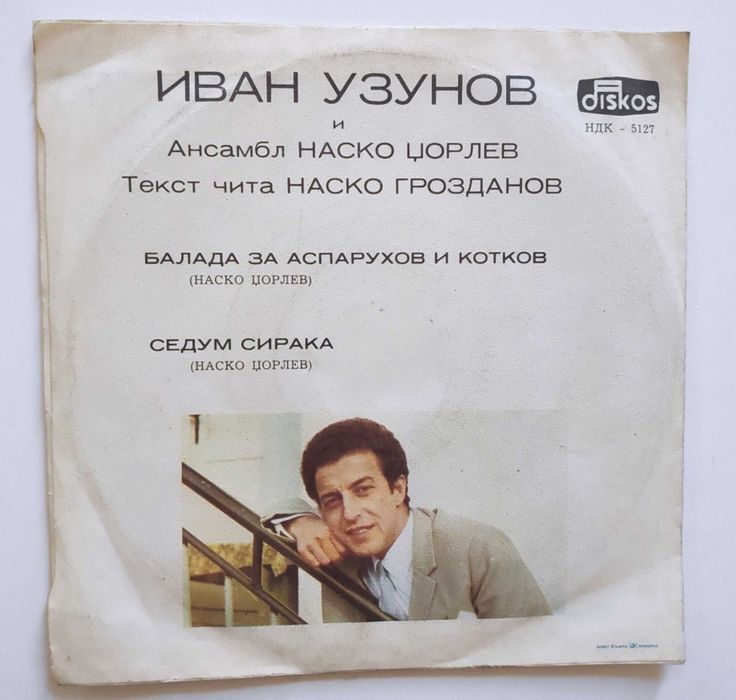 ИВАН УЗУНОВ
diskos
НДК - 5127
и
Ансамбл НАСКО ЏОРЛЕВ
Текст чита НАСКО ГРОЗДАНОВ
БАЛАДА ЗА АСПАРУХОВ И КОТКОВ
(НАСКО ЏОРЛЕВ)
СЕДУМ СИРАКА
(НАСКО ЏОРЛЕВ)